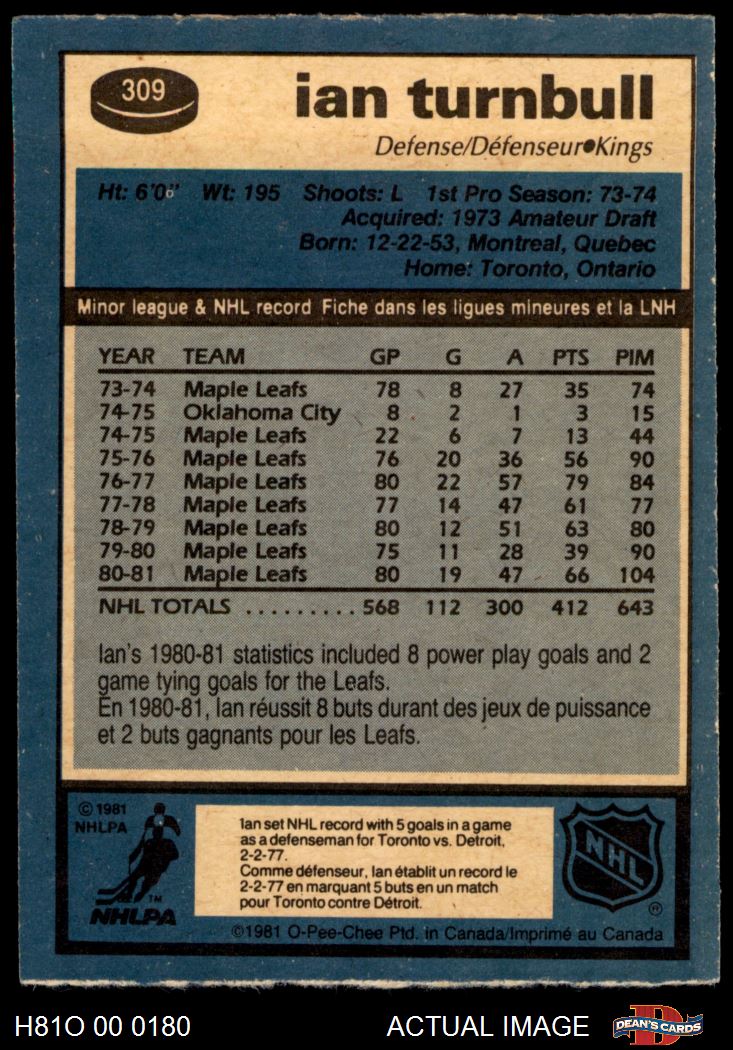 309
ian turnbull
Defense/Défenseur●Kings
Ht: 6'0" Wt: 195 Shoots: L 1st Pro Season: 73-74
Acquired: 1973 Amateur Draft
Born: 12-22-53, Montreal, Quebec
Home: Toronto, Ontario
Minor league & NHL record Fiche dans les ligues mineures et la LNH
YEAR TEAM GP G A PTS PIM
73-74 Maple Leafs 78 8 27 35 74
74-75 Oklahoma City 8 2 1 3 15
74-75 Maple Leafs 22 6 7 13 44
75-76 Maple Leafs 76 20 36 56 90
76-77 Maple Leafs 80 22 57 79 84
77-78 Maple Leafs 77 14 47 61 77
78-79 Maple Leafs 80 12 51 63 80
79-80 Maple Leafs 75 11 28 39 90
80-81 Maple Leafs 80 19 47 66 104
NHL TOTALS ......... 568 112 300 412 643
Ian's 1980-81 statistics included 8 power play goals and 2
game tying goals for the Leafs.
En 1980-81, Ian réussit 8 buts durant des jeux de puissance
et 2 buts gagnants pour les Leafs.
© 1981
NHLPA
TM
NHLPA
Ian set NHL record with 5 goals in a game
as a defenseman for Toronto vs. Detroit,
2-2-77.
Comme défenseur, Ian établit un record le
2-2-77 en marquant 5 buts en un match
pour Toronto contre Détroit.
NHL
®
©1981 O-Pee-Chee Ptd. in Canada/Imprimé au Canada
H81O 00 0180
ACTUAL IMAGE
D
DEAN'S CARDS